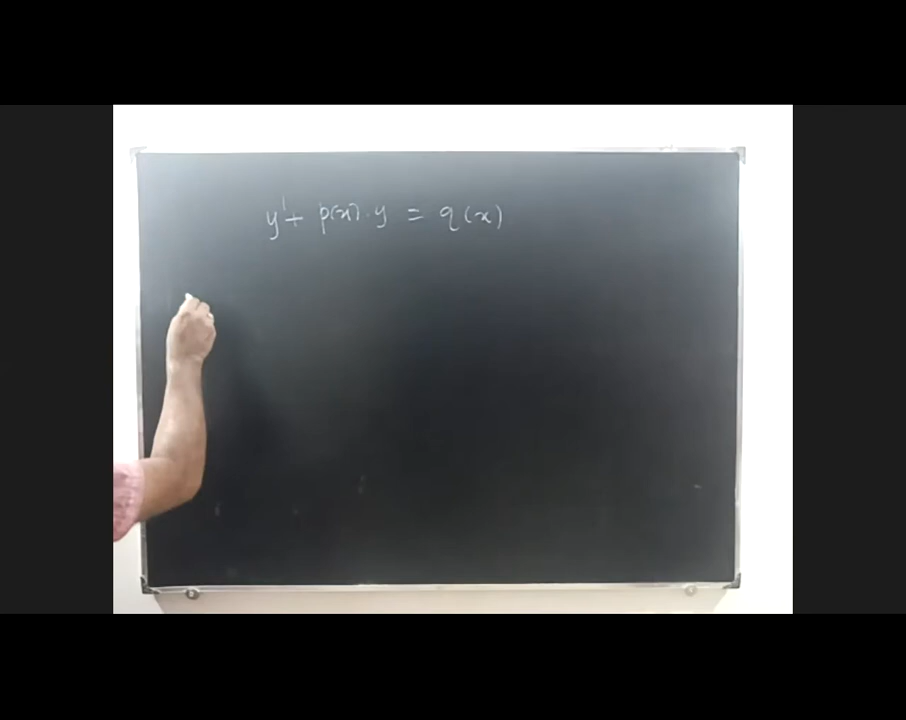 y' + p(x)·y = q(x)